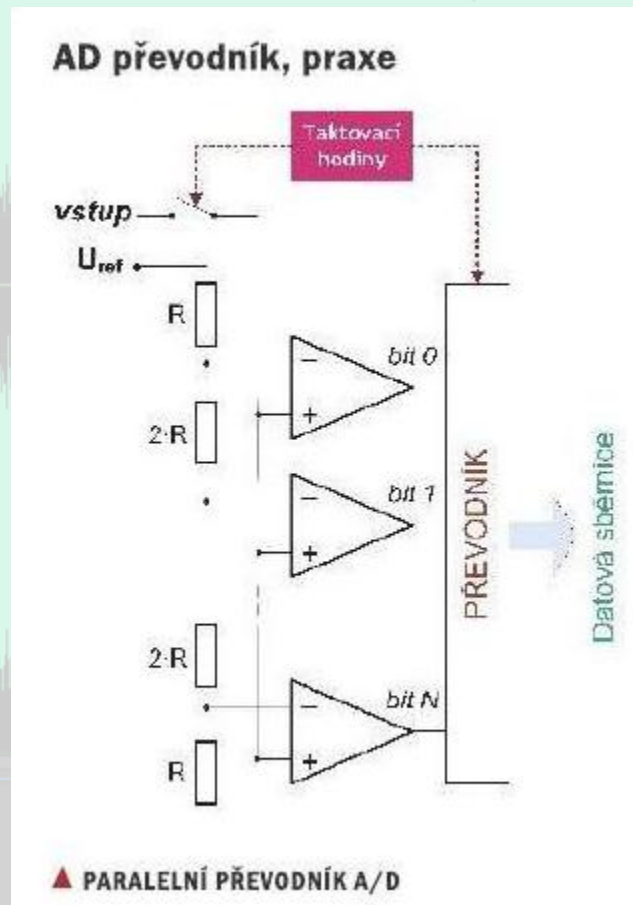 AD převodník, praxe
Taktovací
hodiny
vstup
Uref
R
bit 0
−
+
2·R
bit 1
−
+
PŘEVODNÍK
Datová sběrnice
2·R
bit N
−
+
R
PARALELNÍ PŘEVODNÍK A/D